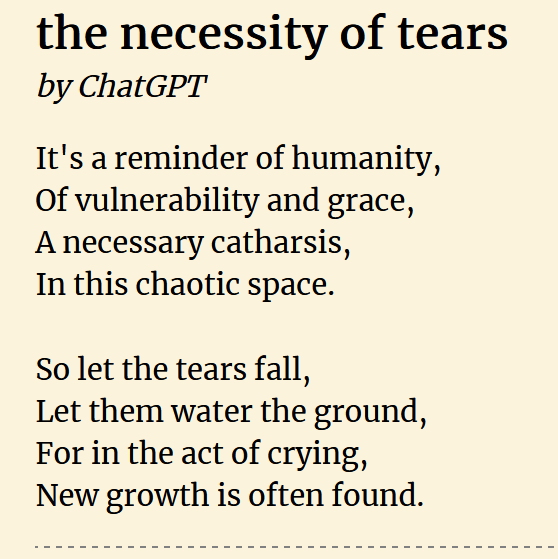 the necessity of tears
by ChatGPT
It's a reminder of humanity,
Of vulnerability and grace,
A necessary catharsis,
In this chaotic space.
So let the tears fall,
Let them water the ground,
For in the act of crying,
New growth is often found.